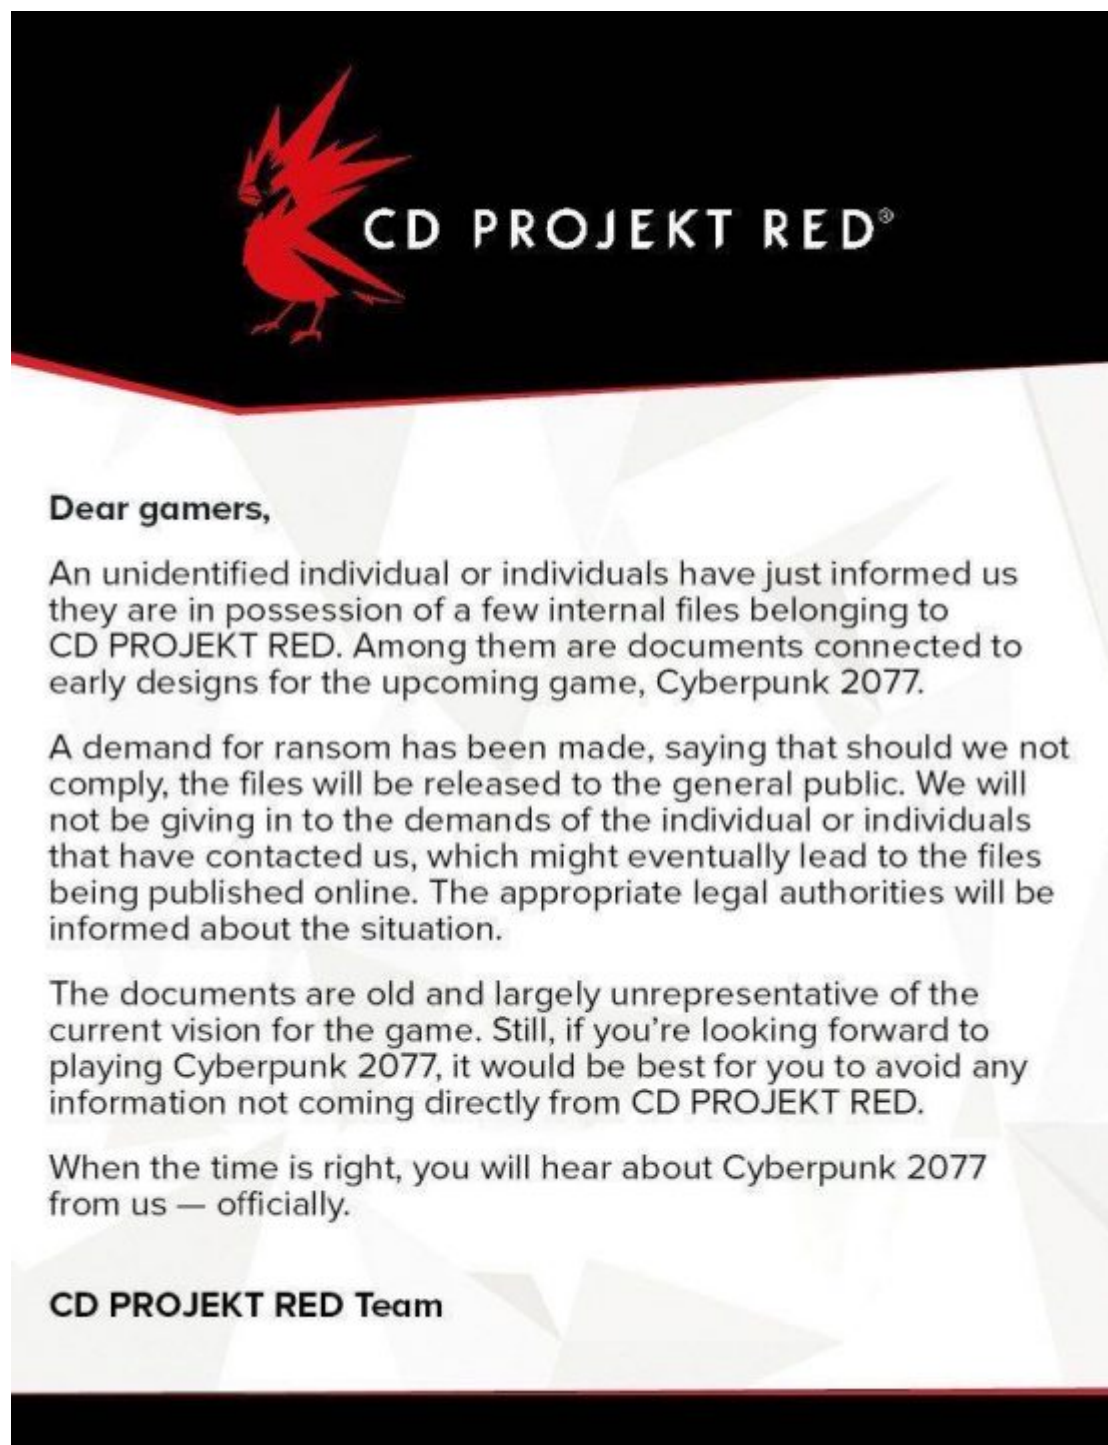 CD PROJEKT RED®
Dear gamers,
An unidentified individual or individuals have just informed us
they are in possession of a few internal files belonging to
CD PROJEKT RED. Among them are documents connected to
early designs for the upcoming game, Cyberpunk 2077.
A demand for ransom has been made, saying that should we not
comply, the files will be released to the general public. We will
not be giving in to the demands of the individual or individuals
that have contacted us, which might eventually lead to the files
being published online. The appropriate legal authorities will be
informed about the situation.
The documents are old and largely unrepresentative of the
current vision for the game. Still, if you’re looking forward to
playing Cyberpunk 2077, it would be best for you to avoid any
information not coming directly from CD PROJEKT RED.
When the time is right, you will hear about Cyberpunk 2077
from us — officially.
CD PROJEKT RED Team